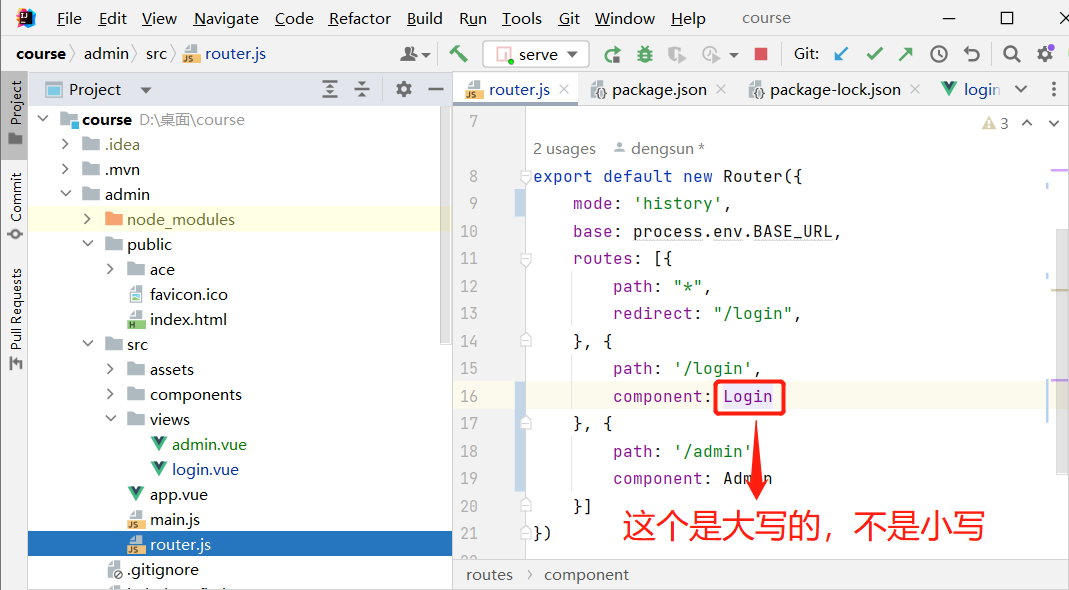 File Edit View Navigate Code Refactor Build Run Tools Git Window Help course
course admin src router.js serve Git:
Project router.js package.json package-lock.json login
Project
Commit
Pull Requests
course D:\桌面\course
.idea
.mvn
admin
node_modules
public
ace
favicon.ico
index.html
src
assets
components
views
admin.vue
login.vue
app.vue
main.js
router.js
.gitignore
7
3
2 usages dengsun *
8 export default new Router({
9 mode: 'history',
10 base: process.env.BASE_URL,
11 routes: [{
12 path: "*",
13 redirect: "/login",
14 }, {
15 path: '/login',
16 component: Login
17 }, {
18 path: '/admin'
19 component: Admin
20 }]
21 })
这个是大写的，不是小写
routes component